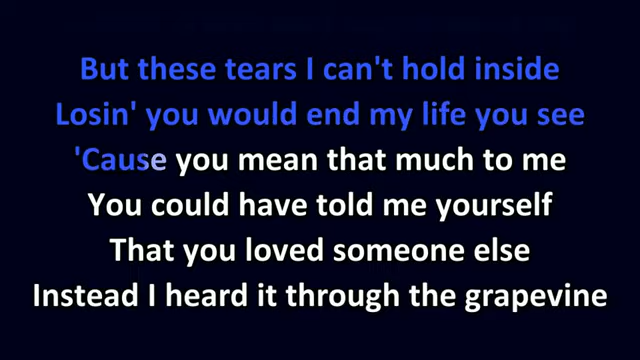 But these tears I can't hold inside
Losin' you would end my life you see
'Cause you mean that much to me
You could have told me yourself
That you loved someone else
Instead I heard it through the grapevine